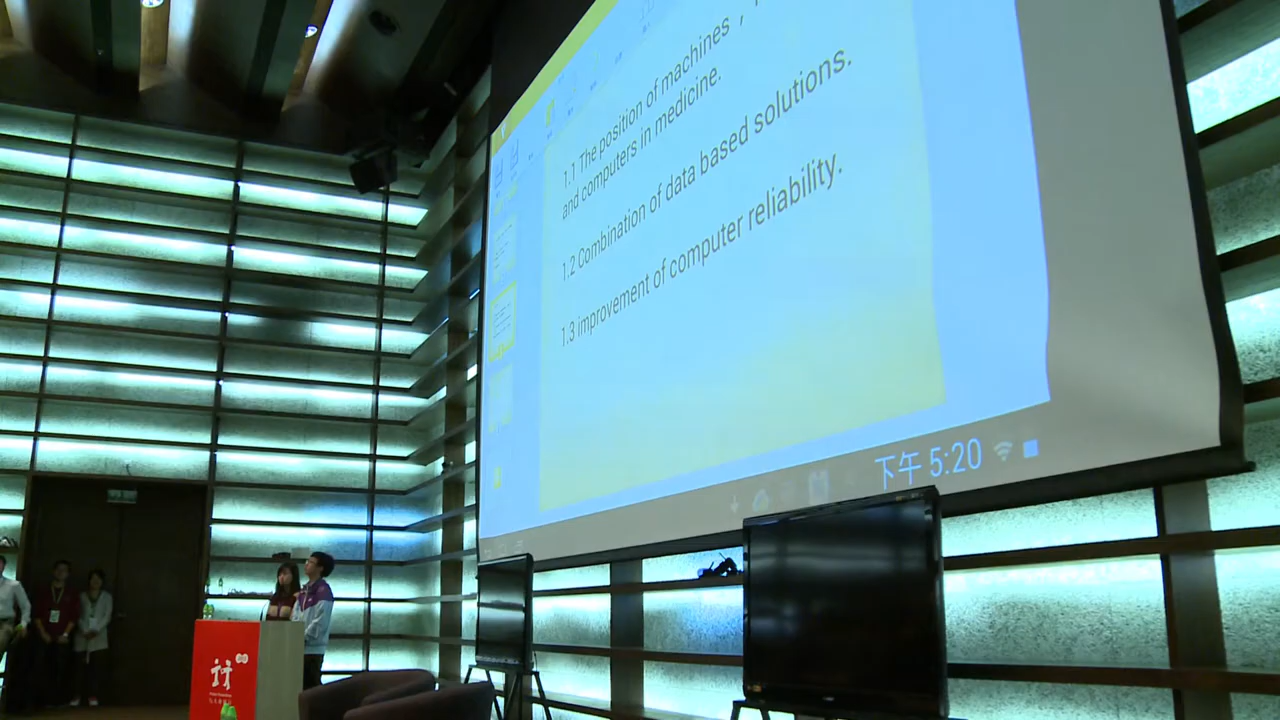 1.1 The position of machines ,
and computers in medicine.
1.2 Combination of data based solutions.
1.3 improvement of computer reliability.
下午 5:20